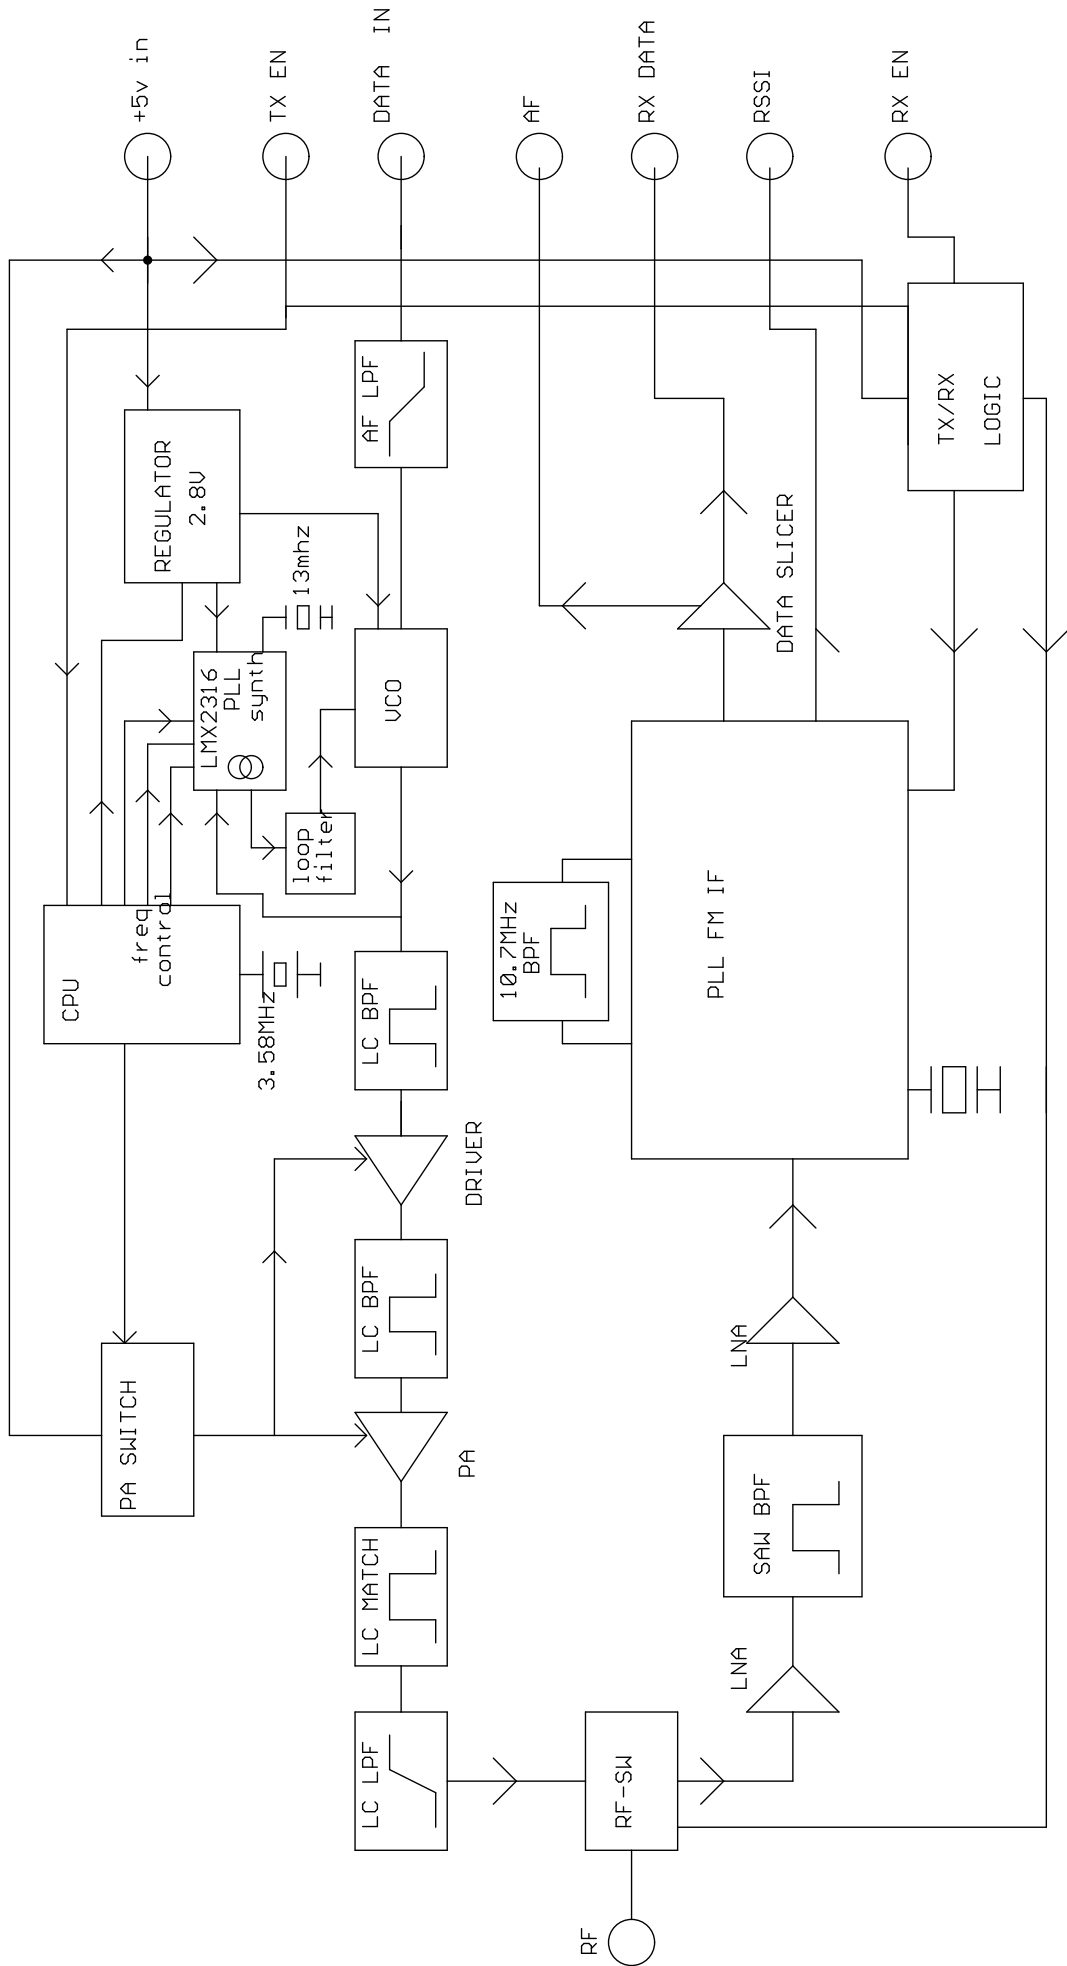 +5v in
TX EN
DATA IN
AF
RX DATA
RSSI
RX EN
REGULATOR
2.8V
AF LPF
TX/RX
LOGIC
13mhz
LMX2316
PLL
synth
VCO
DATA SLICER
loop
filter
CPU
freq
control
3.58MHz
LC BPF
10.7MHz
BPF
PLL FM IF
DRIVER
LC BPF
PA SWITCH
PA
LNA
SAW BPF
LC MATCH
LNA
LC LPF
RF-SW
RF